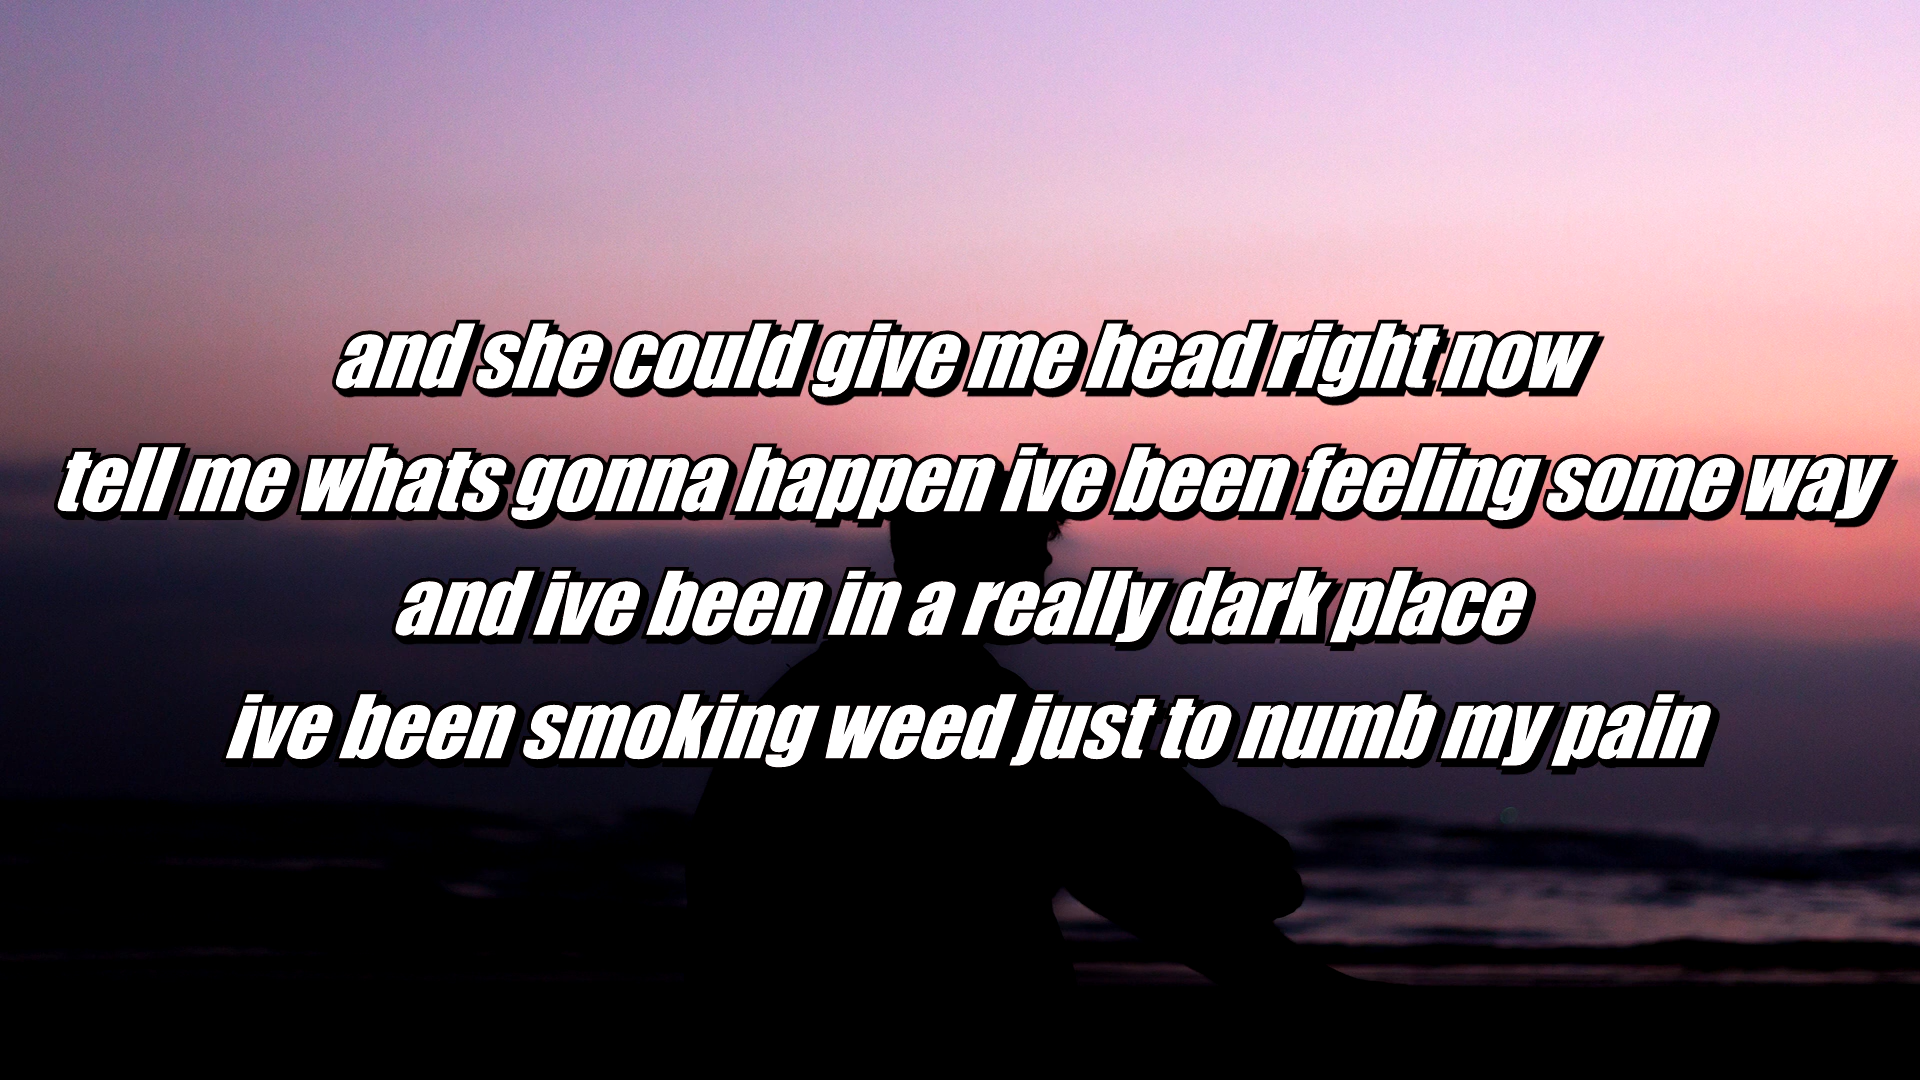 and she could give me head right now
tell me whats gonna happen ive been feeling some way
and ive been in a really dark place
ive been smoking weed just to numb my pain